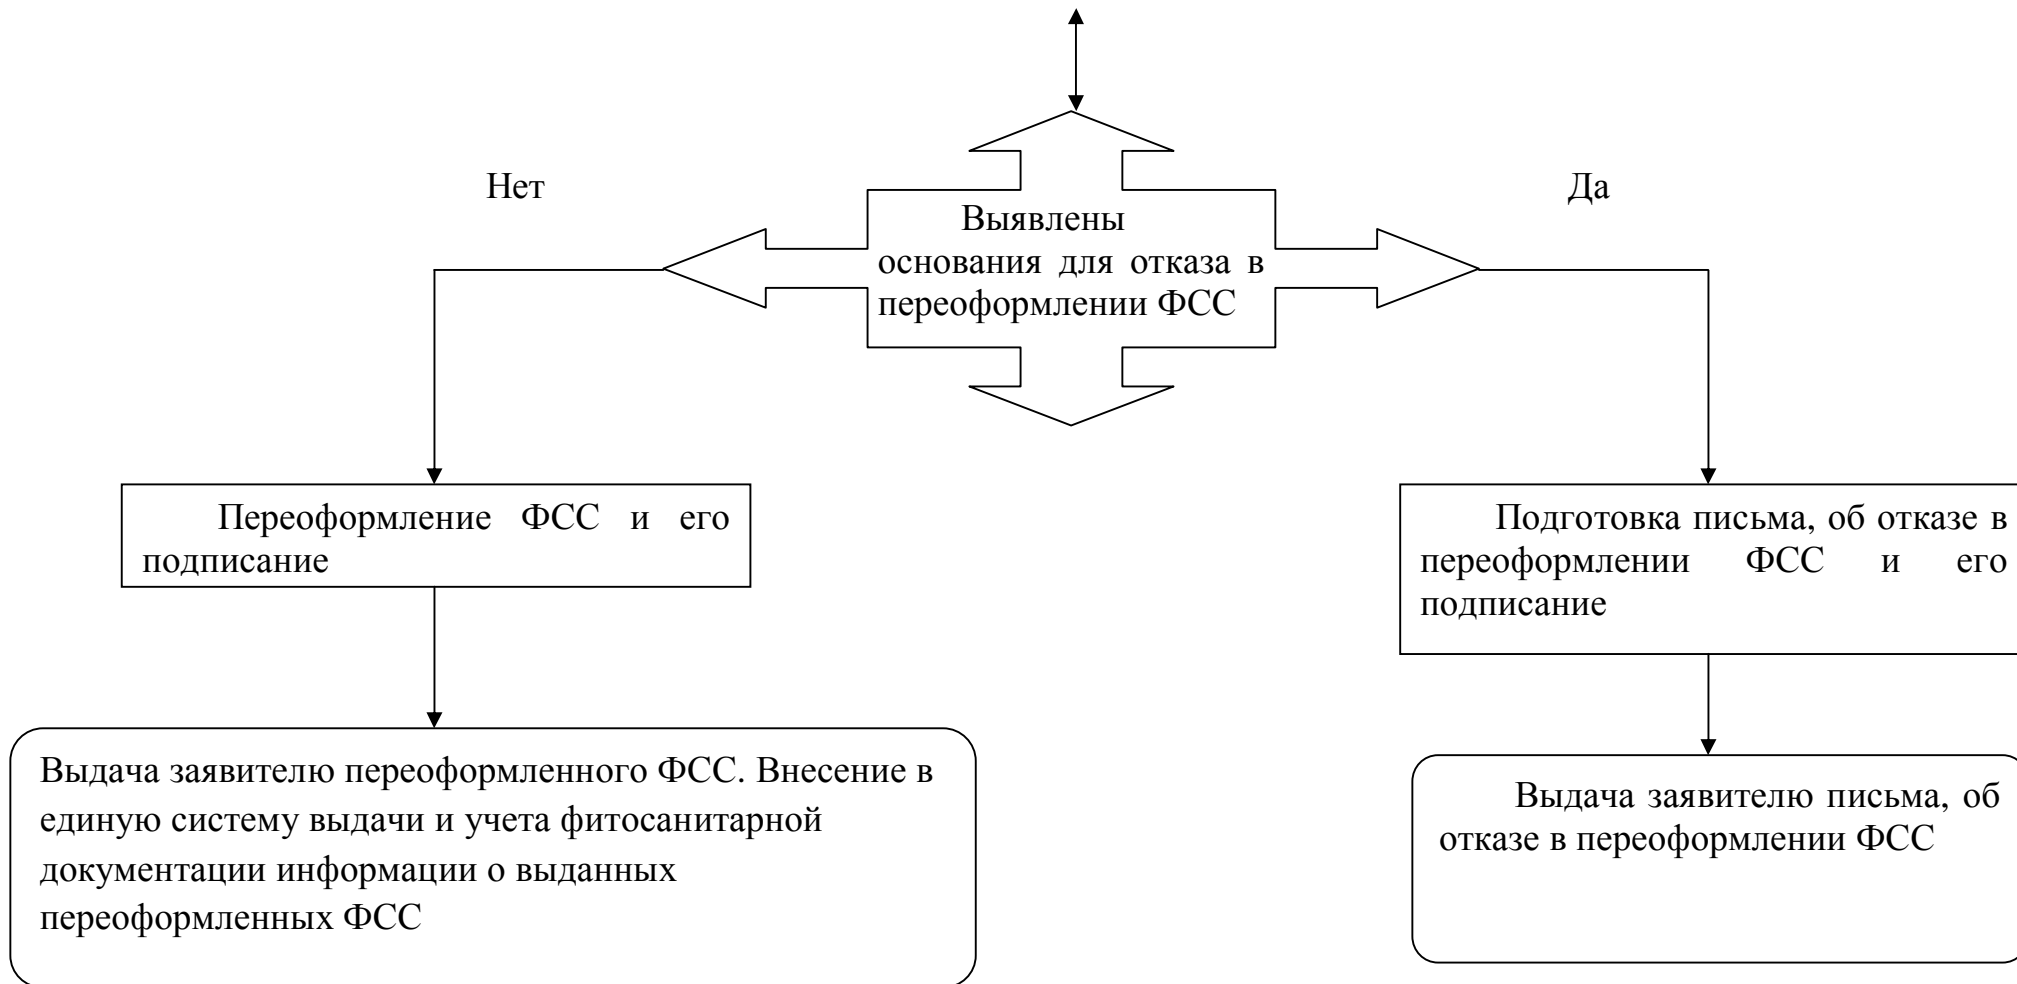 Нет
Да
Выявлены
основания для отказа в
переоформлении ФСС
Переоформление ФСС и его
подписание
Подготовка письма, об отказе в
переоформлении ФСС и его
подписание
Выдача заявителю переоформленного ФСС. Внесение в
единую систему выдачи и учета фитосанитарной
документации информации о выданных
переоформленных ФСС
Выдача заявителю письма, об
отказе в переоформлении ФСС